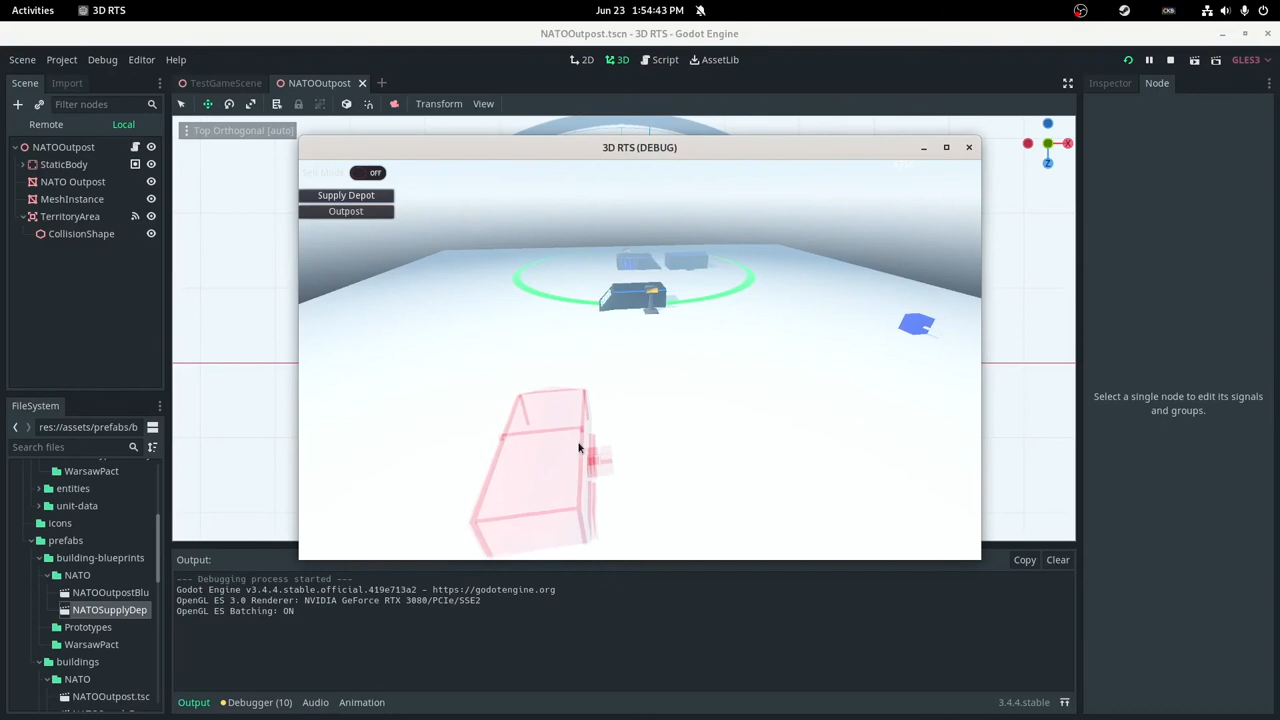 Activities
3D RTS
Jun 23 1:54:43 PM
NATOOutpost.tscn - 3D RTS - Godot Engine
Scene Project Debug Editor Help
2D 3D Script AssetLib
GLES3
Scene Import
TestGameScene
NATOOutpost
Inspector Node
Filter nodes
Transform View
Remote Local
Top Orthogonal [auto]
NATOOutpost
StaticBody
NATO Outpost
MeshInstance
TerritoryArea
CollisionShape
X
Z
3D RTS (DEBUG)
Sell Mode OFF
Supply Depot
Outpost
Select a single node to edit its signals
and groups.
FileSystem
res://assets/prefabs/b
Search files
WarsawPact
entities
unit-data
icons
prefabs
building-blueprints
NATO
NATOOutpostBlu
NATOSupplyDep
Prototypes
WarsawPact
buildings
NATO
NATOOutpost.tsc
Output:
Copy Clear
--- Debugging process started ---
Godot Engine v3.4.4.stable.official.419e713a2 - https://godotengine.org
OpenGL ES 3.0 Renderer: NVIDIA GeForce RTX 3080/PCIe/SSE2
OpenGL ES Batching: ON
Output Debugger (10) Audio Animation
3.4.4.stable